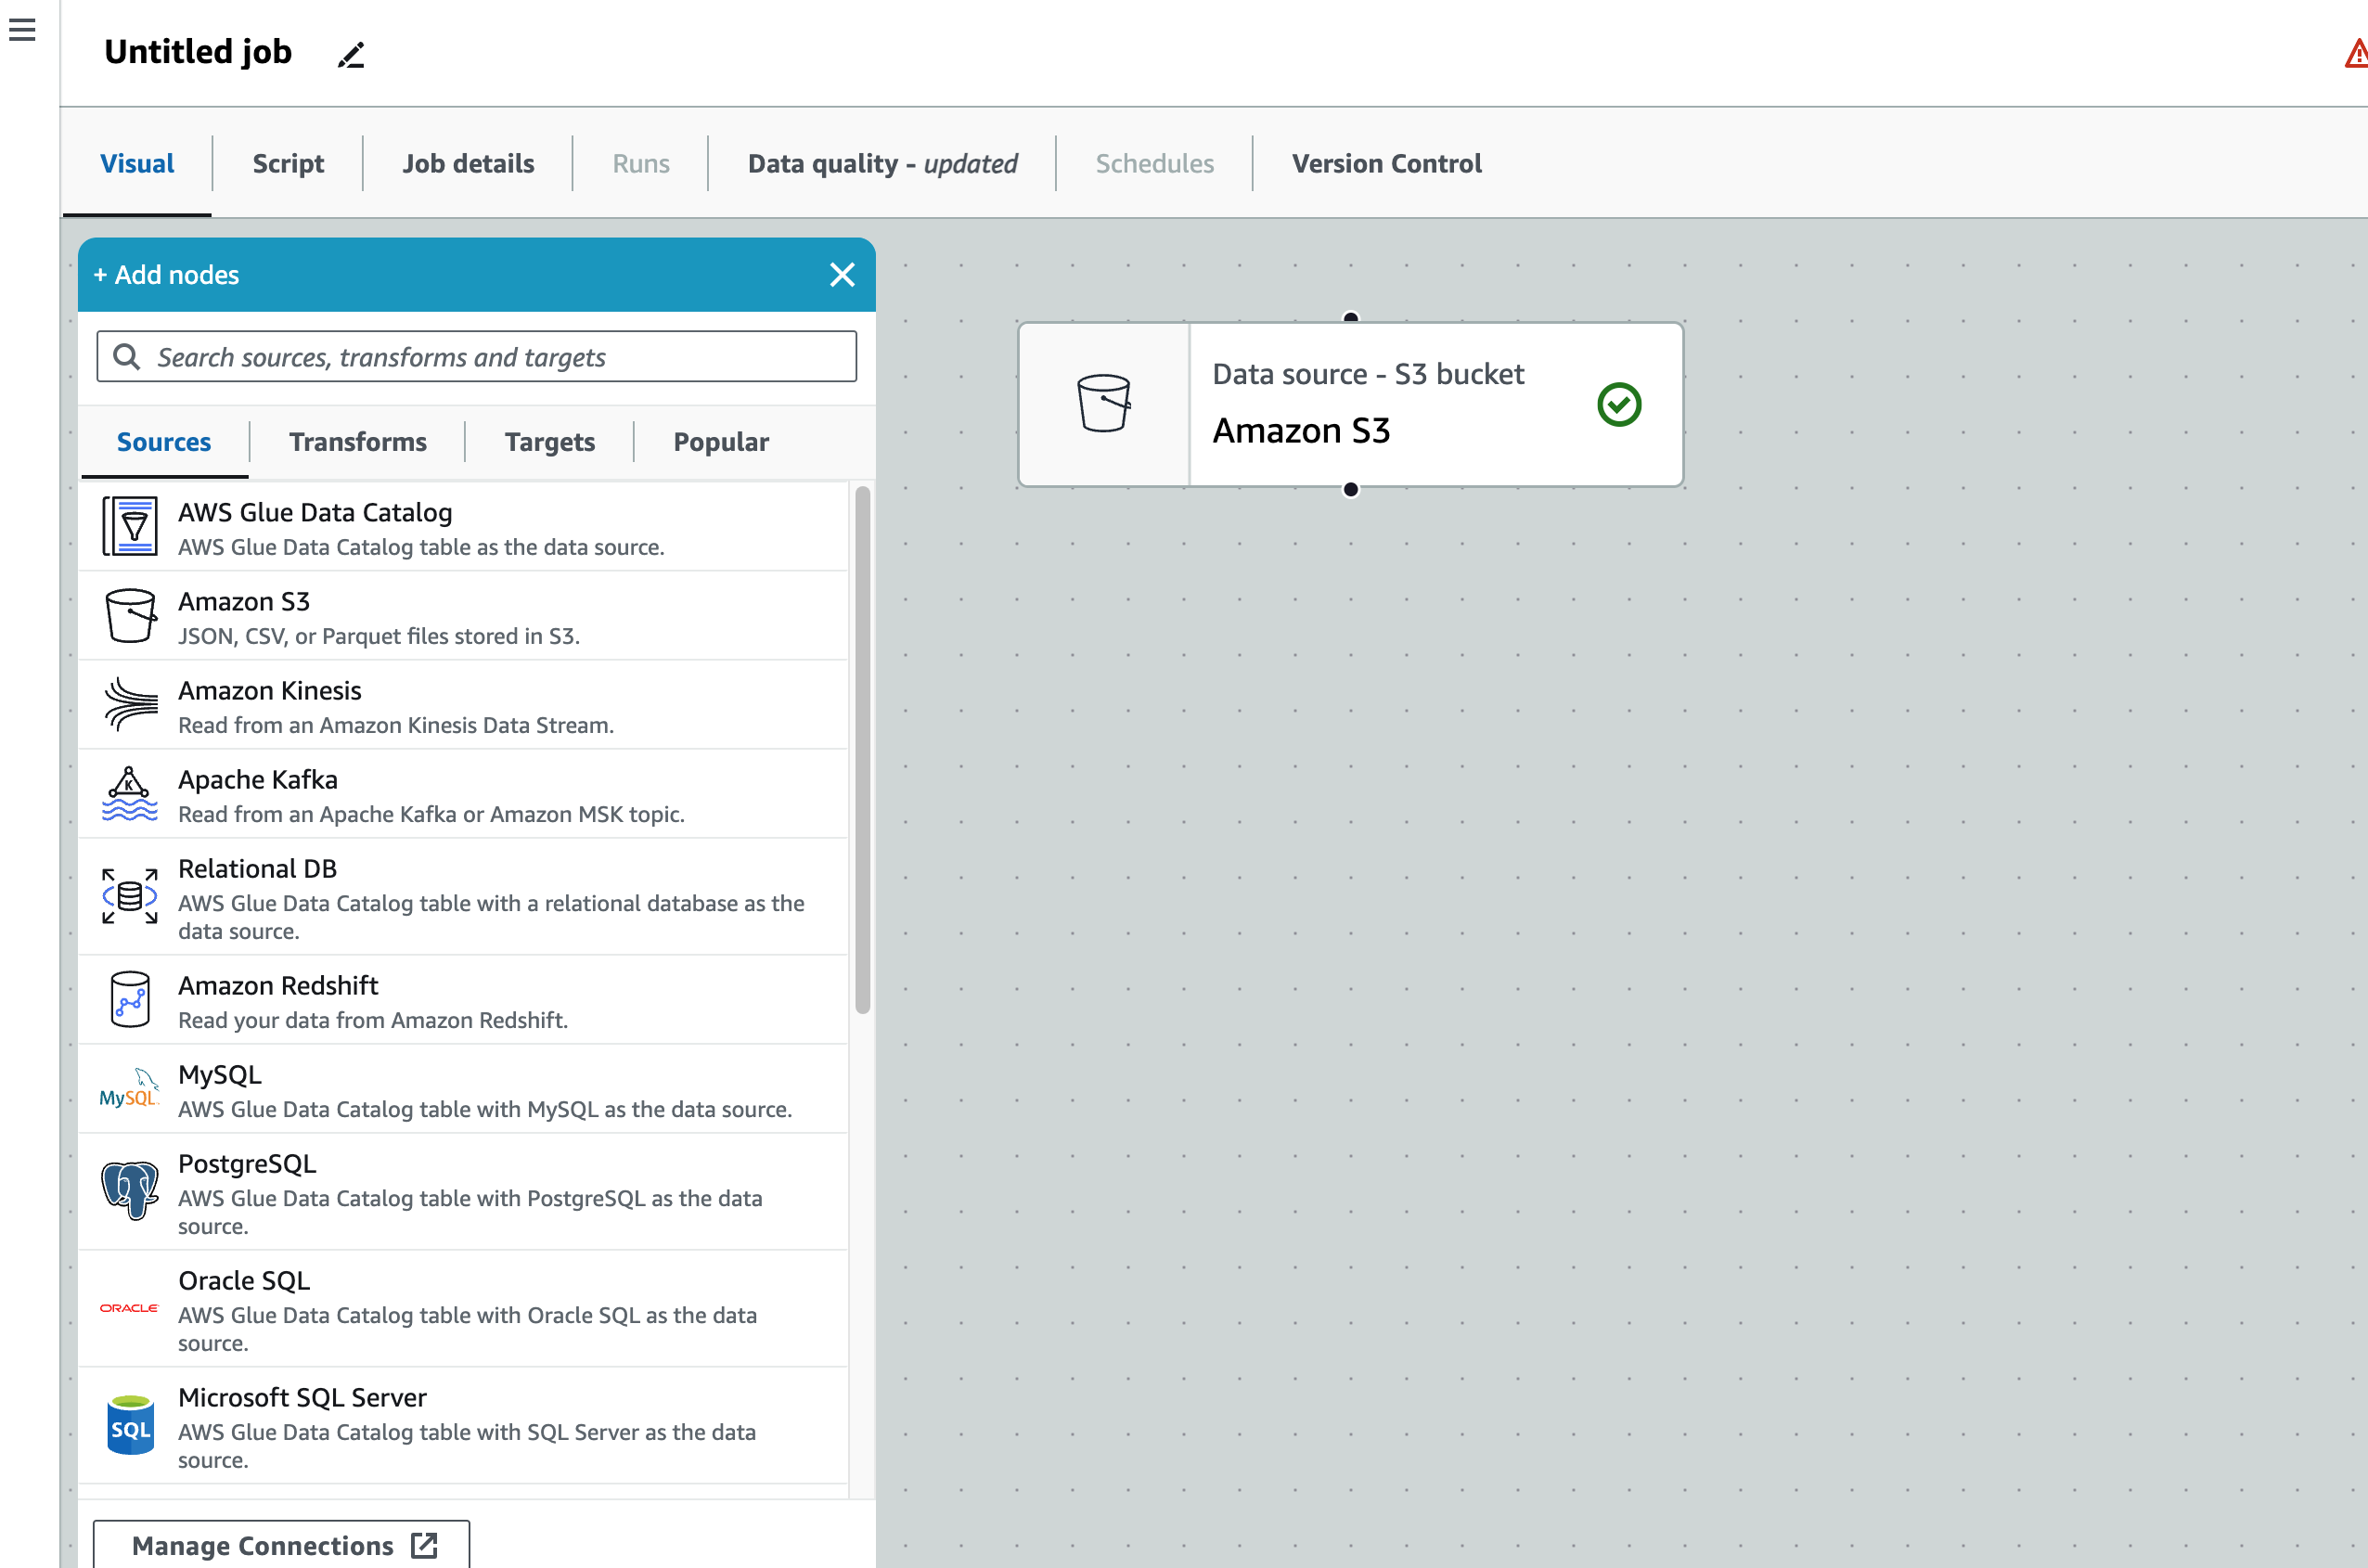 Untitled job
Visual
Script
Job details
Runs
Data quality - updated
Schedules
Version Control
+ Add nodes
Search sources, transforms and targets
Sources
Transforms
Targets
Popular
AWS Glue Data Catalog
AWS Glue Data Catalog table as the data source.
Amazon S3
JSON, CSV, or Parquet files stored in S3.
Amazon Kinesis
Read from an Amazon Kinesis Data Stream.
K
Apache Kafka
Read from an Apache Kafka or Amazon MSK topic.
Relational DB
AWS Glue Data Catalog table with a relational database as the
data source.
Amazon Redshift
Read your data from Amazon Redshift.
MySQL
MySQL
AWS Glue Data Catalog table with MySQL as the data source.
PostgreSQL
AWS Glue Data Catalog table with PostgreSQL as the data
source.
ORACLE
Oracle SQL
AWS Glue Data Catalog table with Oracle SQL as the data
source.
SQL
Microsoft SQL Server
AWS Glue Data Catalog table with SQL Server as the data
source.
Manage Connections
Data source - S3 bucket
Amazon S3